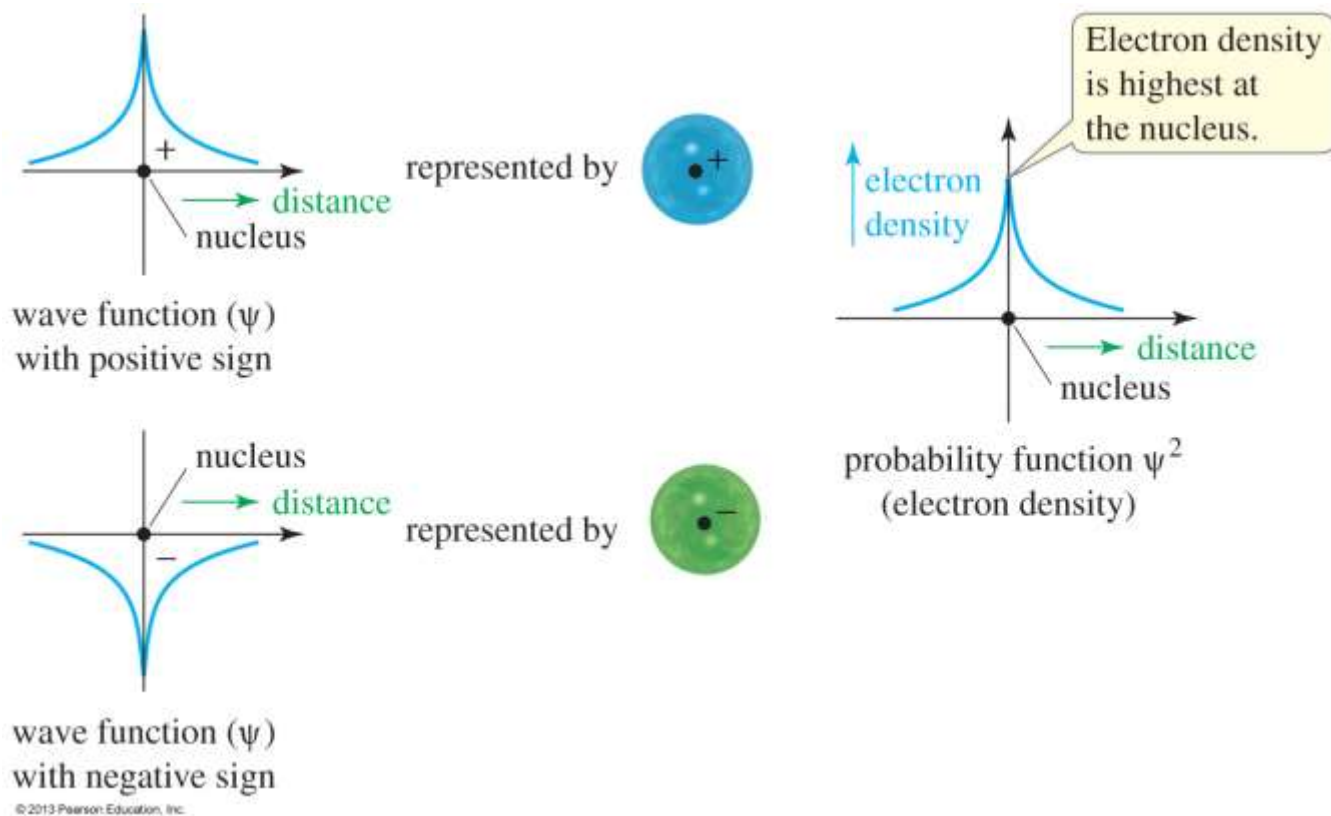 +
distance
nucleus
wave function (ψ)
with positive sign
represented by
+
Electron density
is highest at
the nucleus.
electron
density
distance
nucleus
probability function ψ²
(electron density)
nucleus
distance
−
represented by
−
wave function (ψ)
with negative sign
© 2013 Pearson Education, Inc.